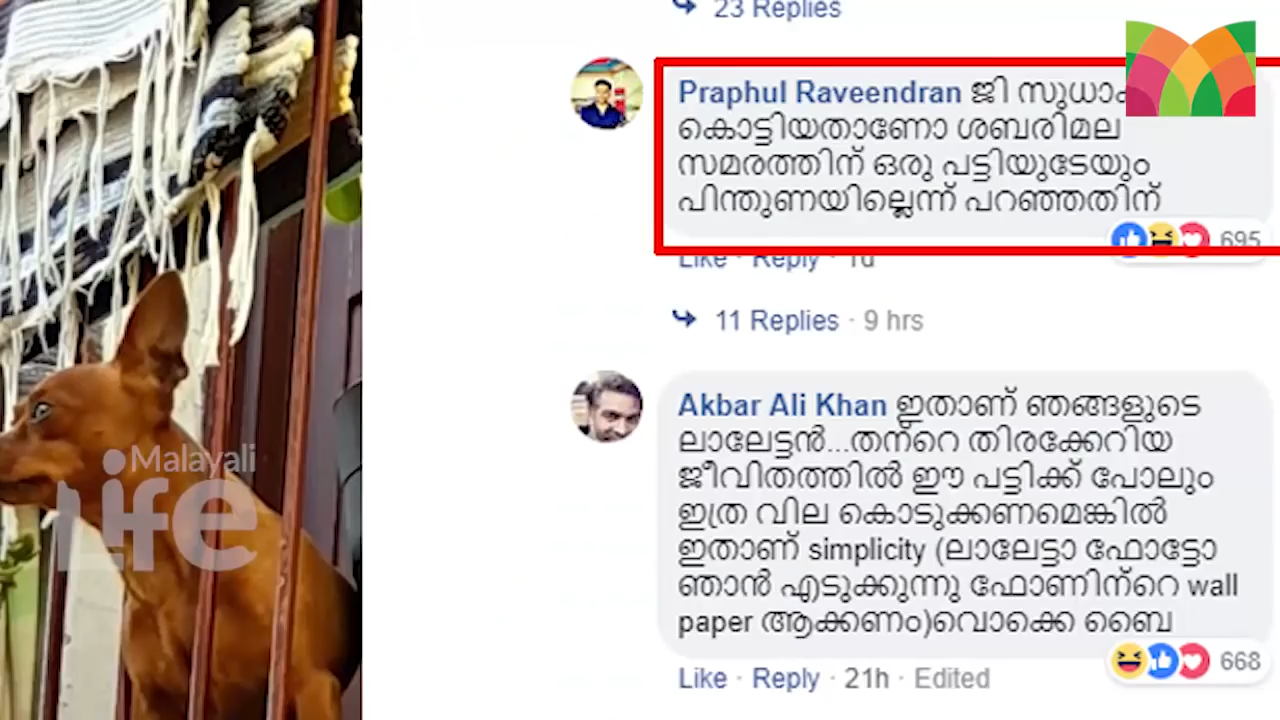 23 Replies
Praphul Raveendran ജി
കൊട്ടിയതാണോ ശബരിമല
സമരത്തിന് ഒരു പട്ടിയുടേയും
പിന്തുണയില്ലെന്ന് പറഞ്ഞതിന്
695
Like · Reply · 1d
11 Replies · 9 hrs
Akbar Ali Khan ഇതാണ് ഞങ്ങളുടെ
ലാലേട്ടൻ...തന്റെ തിരക്കേറിയ
ജീവിതത്തിൽ ഈ പട്ടിക്ക് പോലും
ഇത്ര വില കൊടുക്കണമെങ്കിൽ
ഇതാണ് simplicity (ലാലേട്ടാ ഫോട്ടോ
ഞാൻ എടുക്കുന്നു ഫോണിന്റെ wall
paper ആക്കണം)വൊക്കെ ബൈ
668
Like · Reply · 21h · Edited
Malayali
Life